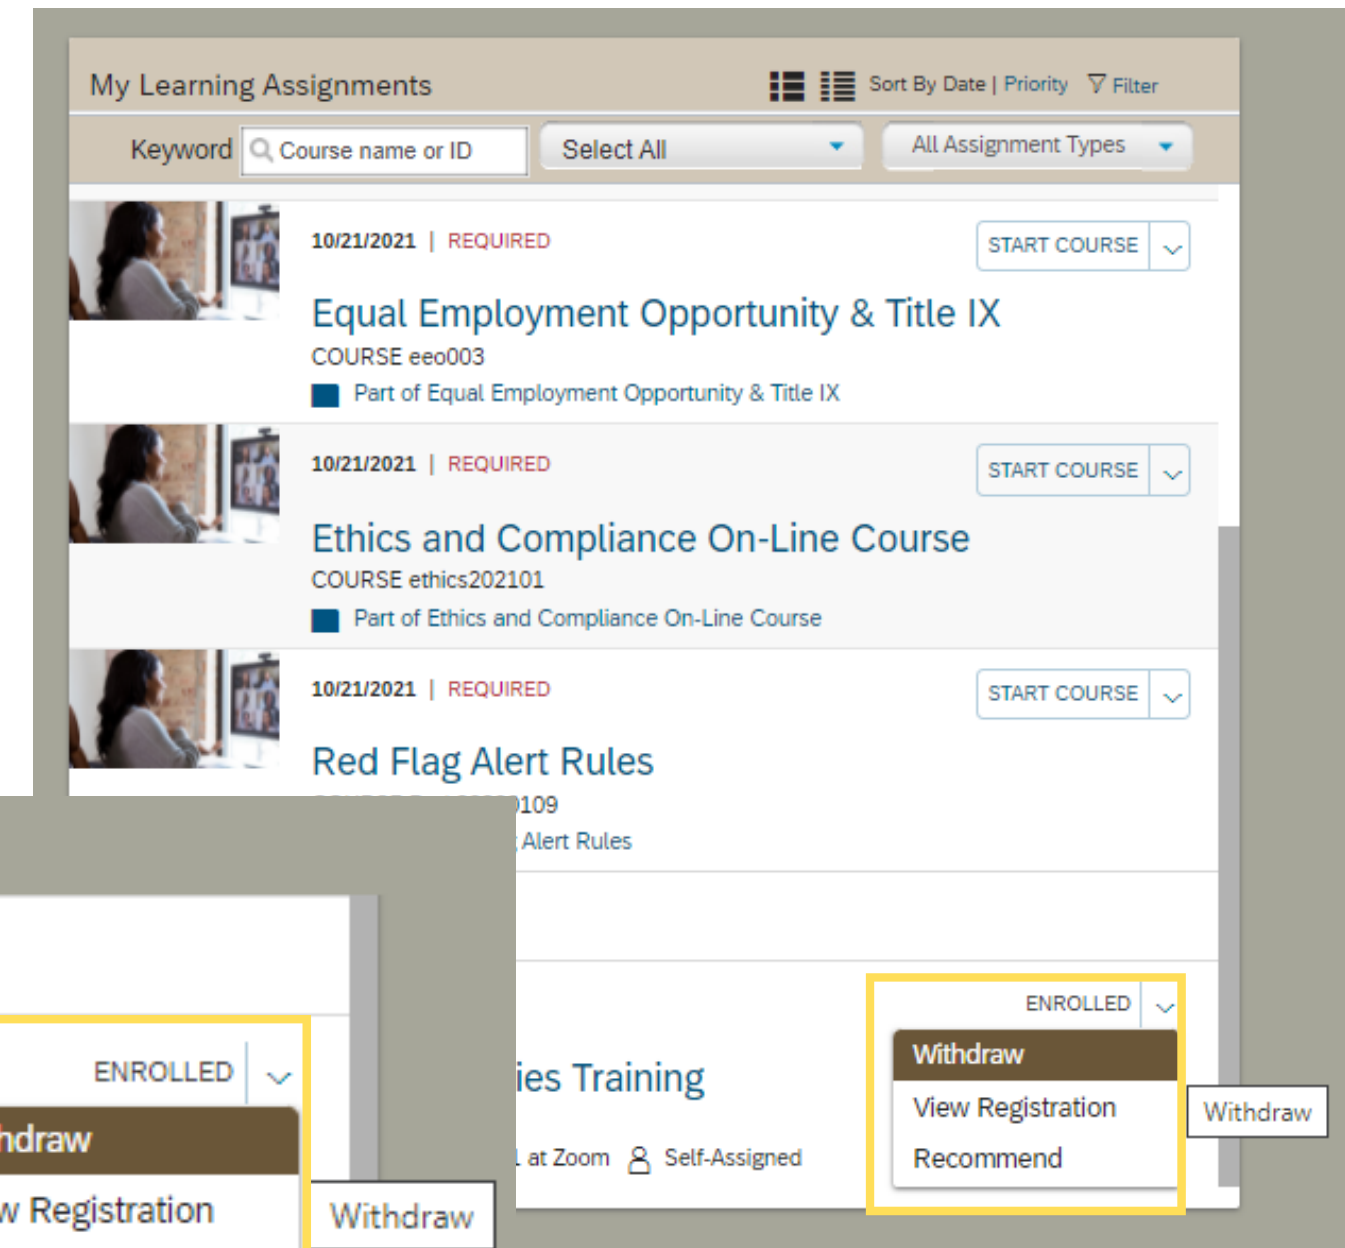 My Learning Assignments Sort By Date | Priority Filter
Keyword Course name or ID Select All All Assignment Types
10/21/2021 | REQUIRED START COURSE
Equal Employment Opportunity & Title IX
COURSE eeo003
Part of Equal Employment Opportunity & Title IX
10/21/2021 | REQUIRED START COURSE
Ethics and Compliance On-Line Course
COURSE ethics202101
Part of Ethics and Compliance On-Line Course
10/21/2021 | REQUIRED START COURSE
Red Flag Alert Rules
109
Alert Rules
ENROLLED
Withdraw
ies Training
View Registration
Withdraw
at Zoom Self-Assigned
Recommend
ENROLLED
hdraw
w Registration
Withdraw